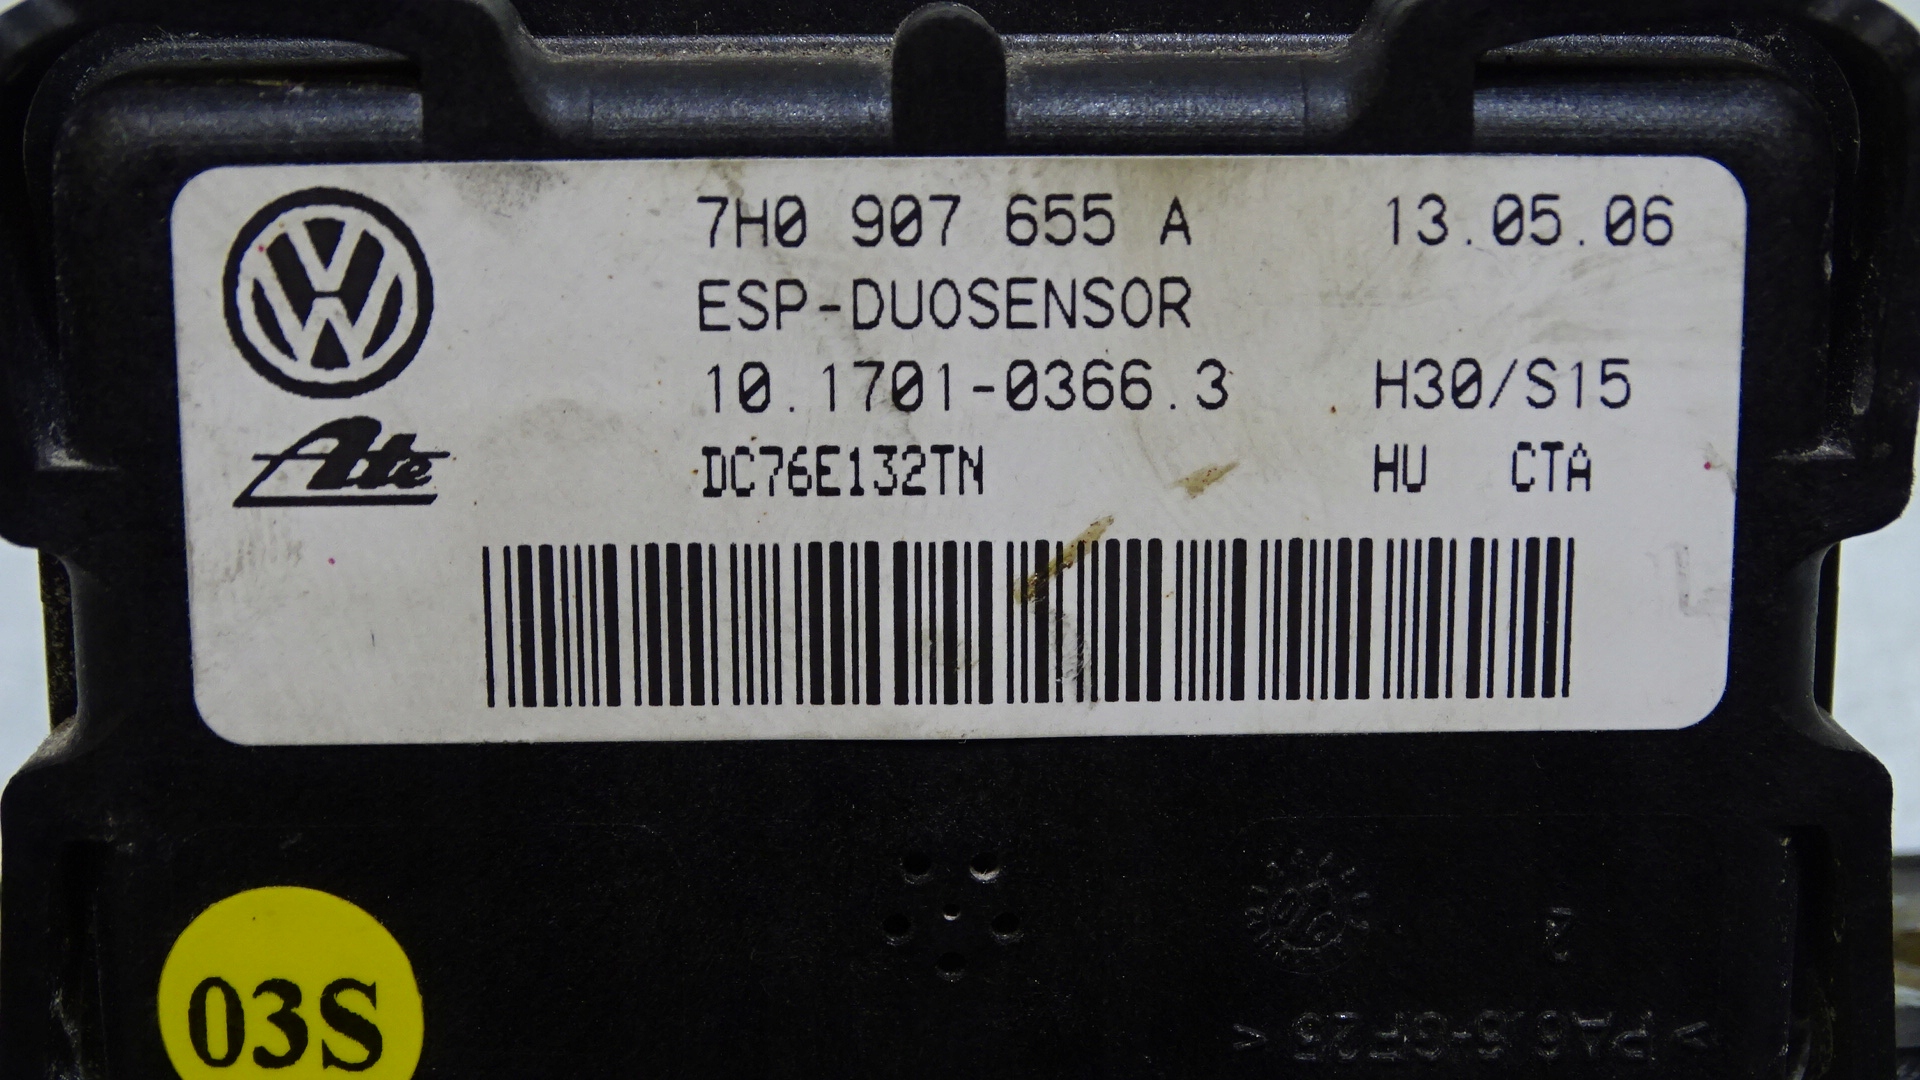 7H0 907 655 A 13.05.06
ESP-DUOSENSOR
10.1701-0366.3 H30/S15
Ate DC76E132TN HU CTA
03S